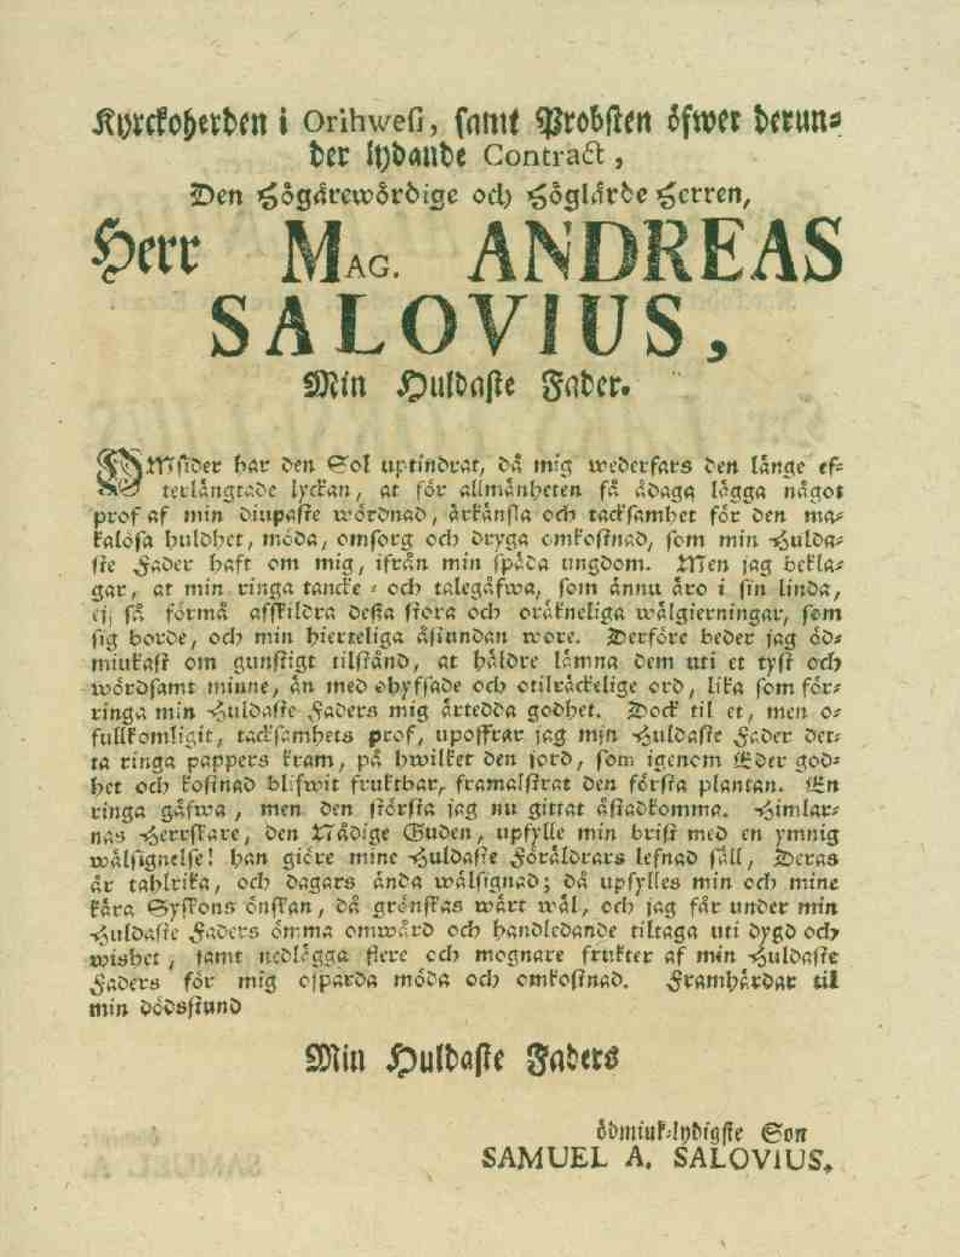 Kyrckoherden i Orihwesi, samt Probsten öfwer derun-
der lydande Contract,
Den Högärewördige och Höglärde Herren,
Herr MAG. ANDREAS
SALOVIUS,
Min Huldaste Fader.
OMsider har den Sol uptindrat, då mig wederfars den länge ef-
terlängtade lyckan, at för allmänheten få ådaga lägga något
prof af min diupaste wördnad, ärkänsla och tacksamhet för den ma-
kalösa huldhet, möda, omsorg och dryga omkostnad, som min Hulda-
ste Fader haft om mig, ifrån min späda ungdom. Men jag bekla-
gar, at min ringa tancke- och talegåfwa, som ännu äro i sin linda,
ej så förmå afskildra dessa stora och oräkneliga wälgierningar, som
sig borde, och min hierteliga åstundan wore. Derföre beder jag öd-
miukast om gunstigt tilstånd, at häldre lämna dem uti et tyst och
wördsamt minne, än med ohyfsade och otilräckelige ord, lika som för-
ringa min Huldaste Faders mig ärtedda godhet. Dock til et, men o-
fullkomligit, tacksamhets prof, upoffrar jag min Huldaste Fader det-
ta ringa pappers kram, på hwilket den jord, som igenom Eder god-
het och kostnad blifwit fruktbar, framalstrat den första plantan. En
ringa gåfwa, men den största jag nu gittat åstadkomma. Himlar-
nas Herrskare, den Nådige Guden, upfylle min brist med en ymnig
wälsignelse! han giöre mine Huldaste Föräldrars lefnad säll, Deras
år tahlrika, och dagars ända wälsignad; då upfylles min och mine
kära Syskons önskan, då grönskas wårt wäl, och jag får under min
Huldaste Faders ömma omwård och handledande tiltaga uti dygd och
wishet, samt nedlägga flere och mognare frukter af min Huldaste
Faders för mig ojparda möda och omkostnad. Framhärdar til
min dödsstund
Min Huldaste Faders
ödmiuk-lydigste Son
SAMUEL A. SALOVIUS.